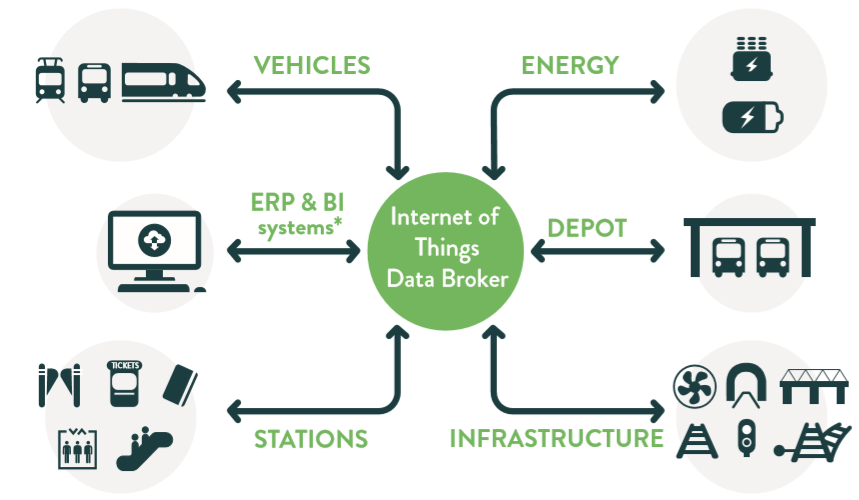 VEHICLES
ENERGY
ERP & BI
systems*
Internet of
Things
Data Broker
DEPOT
TICKETS
STATIONS
INFRASTRUCTURE